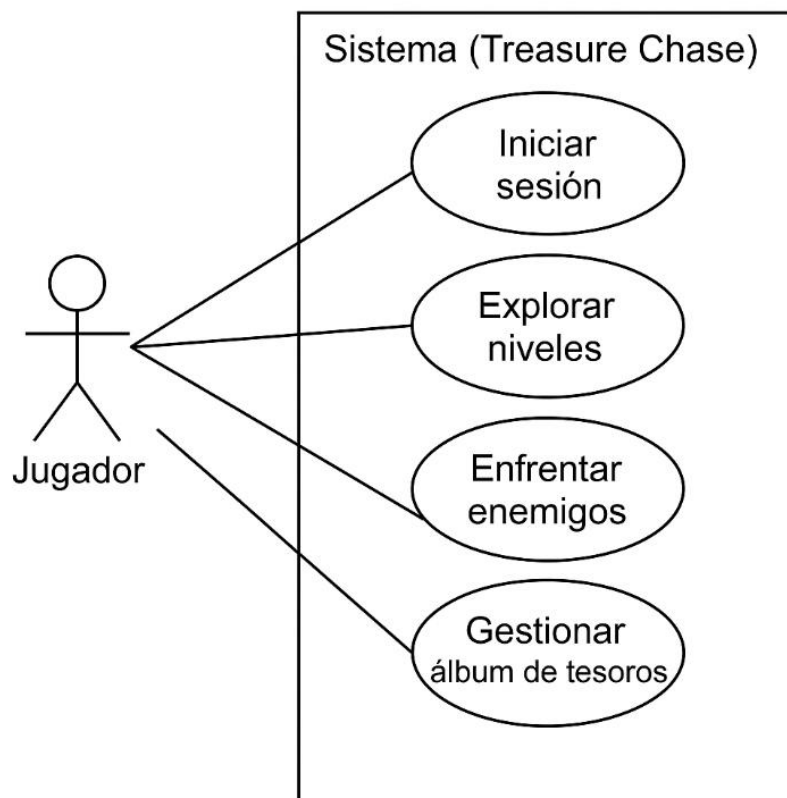 Sistema (Treasure Chase)
Iniciar
sesión
Explorar
niveles
Enfrentar
enemigos
Jugador
Gestionar
álbum de tesoros